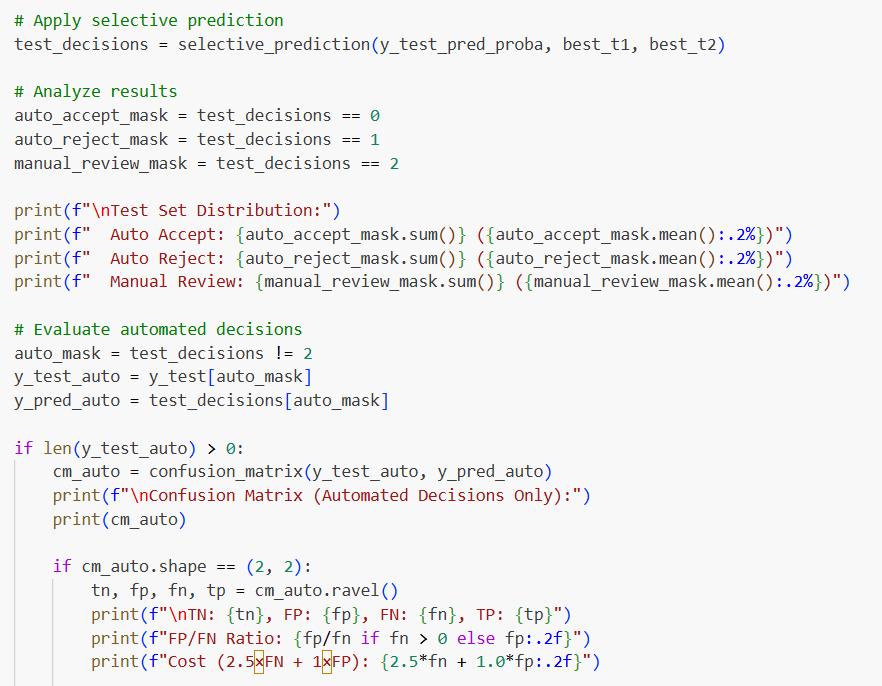 # Apply selective prediction
test_decisions = selective_prediction(y_test_pred_proba, best_t1, best_t2)

# Analyze results
auto_accept_mask = test_decisions == 0
auto_reject_mask = test_decisions == 1
manual_review_mask = test_decisions == 2

print(f"\nTest Set Distribution:")
print(f"  Auto Accept: {auto_accept_mask.sum()} ({auto_accept_mask.mean():.2%})")
print(f"  Auto Reject: {auto_reject_mask.sum()} ({auto_reject_mask.mean():.2%})")
print(f"  Manual Review: {manual_review_mask.sum()} ({manual_review_mask.mean():.2%})")

# Evaluate automated decisions
auto_mask = test_decisions != 2
y_test_auto = y_test[auto_mask]
y_pred_auto = test_decisions[auto_mask]

if len(y_test_auto) > 0:
    cm_auto = confusion_matrix(y_test_auto, y_pred_auto)
    print(f"\nConfusion Matrix (Automated Decisions Only):")
    print(cm_auto)

    if cm_auto.shape == (2, 2):
        tn, fp, fn, tp = cm_auto.ravel()
        print(f"\nTN: {tn}, FP: {fp}, FN: {fn}, TP: {tp}")
        print(f"FP/FN Ratio: {fp/fn if fn > 0 else fp:.2f}")
        print(f"Cost (2.5×FN + 1×FP): {2.5*fn + 1.0*fp:.2f}")